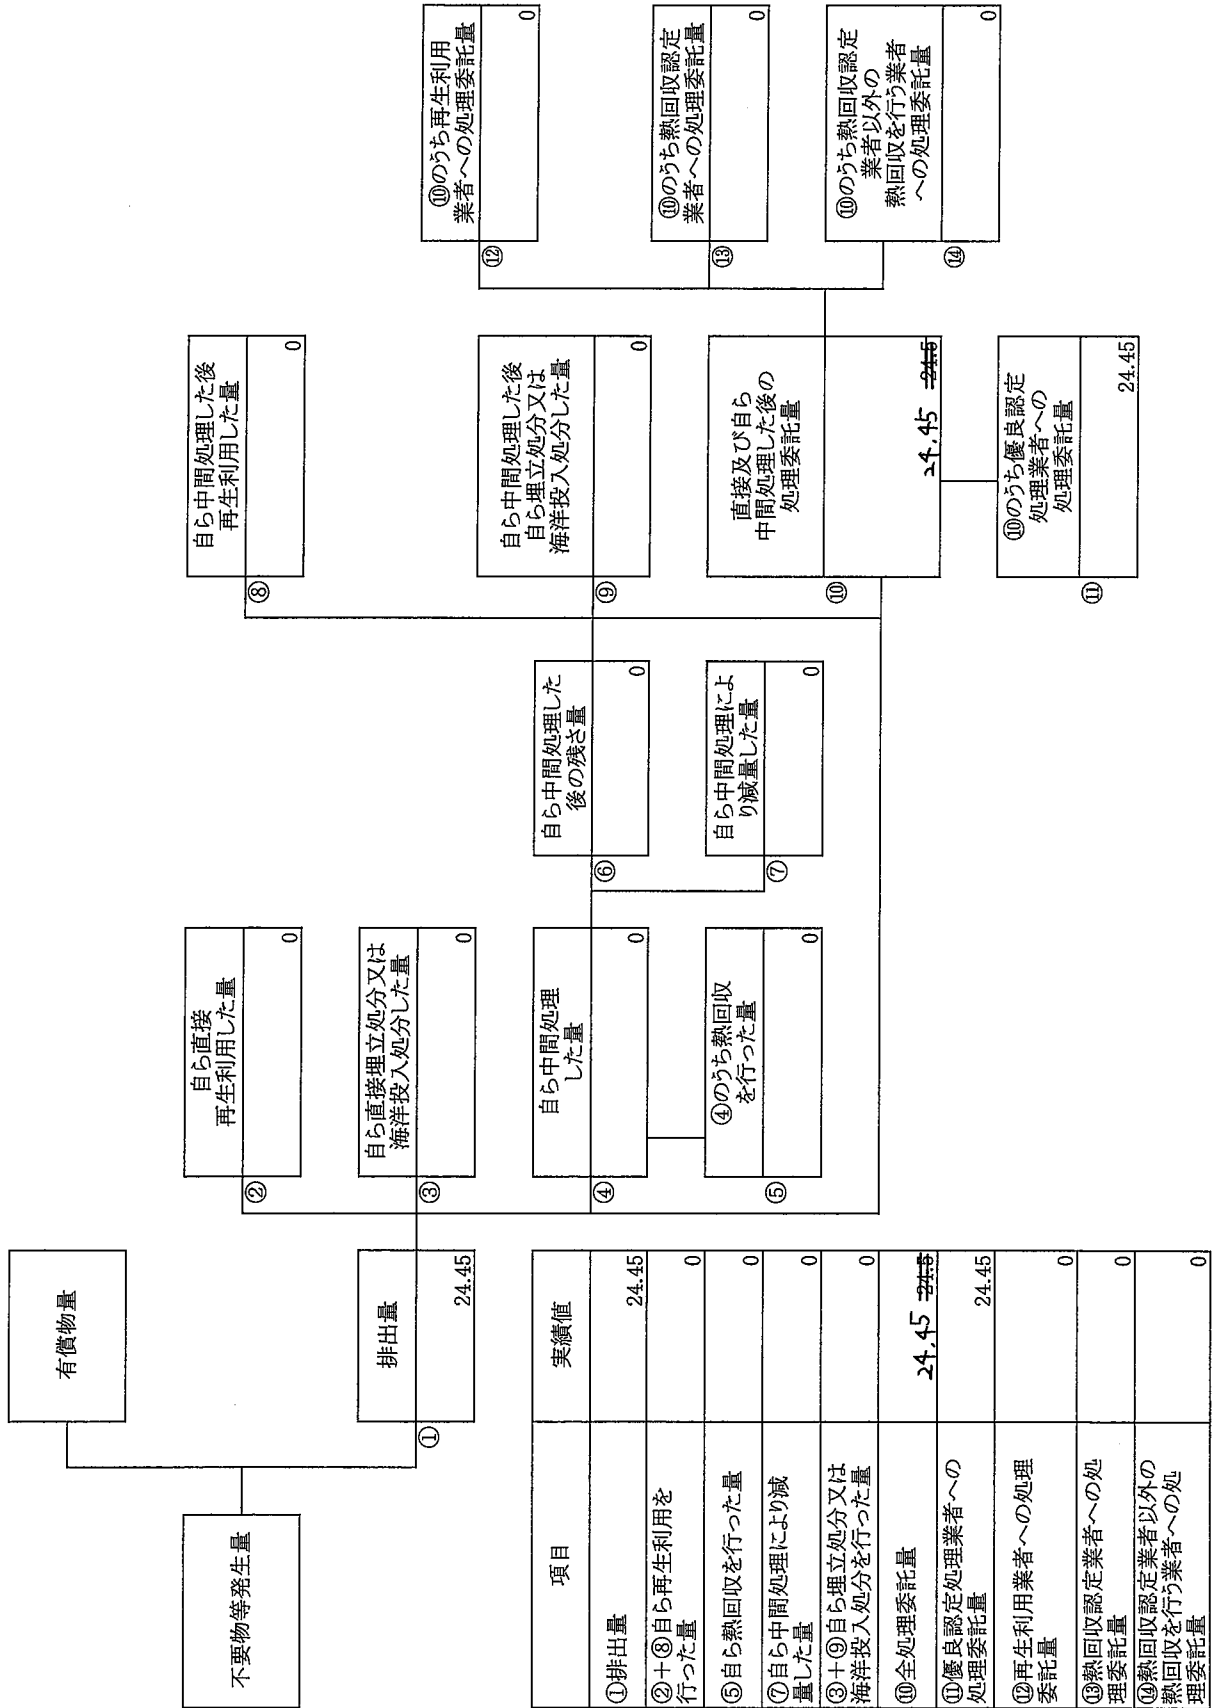 不要物等発生量
有償物量
①
排出量
24.45
②
自ら直接
再生利用した量
0
③
自ら直接埋立処分又は
海洋投入処分した量
0
④
自ら中間処理
した量
0
⑤
④のうち熱回収
を行った量
0
⑥
自ら中間処理した
後の残さ量
0
⑦
自ら中間処理によ
り減量した量
0
⑧
自ら中間処理した後
再生利用した量
0
⑨
自ら中間処理した後
自ら埋立処分又は
海洋投入処分した量
0
⑩
直接及び自ら
中間処理した後の
処理委託量
24.45 24.5
⑪
⑩のうち優良認定
処理業者への
処理委託量
24.45
⑫
⑩のうち再生利用
業者への処理委託量
0
⑬
⑩のうち熱回収認定
業者への処理委託量
0
⑭
⑩のうち熱回収認定
業者以外の
熱回収を行う業者
への処理委託量
0
項目 実績値
①排出量 24.45
②+⑧自ら再生利用を
行った量 0
⑤自ら熱回収を行った量 0
⑦自ら中間処理により減
量した量 0
③+⑨自ら埋立処分又は
海洋投入処分を行った量 0
⑩全処理委託量 24.45 24.5
⑪優良認定処理業者への
処理委託量 24.45
⑫再生利用業者への処理
委託量 0
⑬熱回収認定業者への処
理委託量 0
⑭熱回収認定業者以外の
熱回収を行う業者への処
理委託量 0